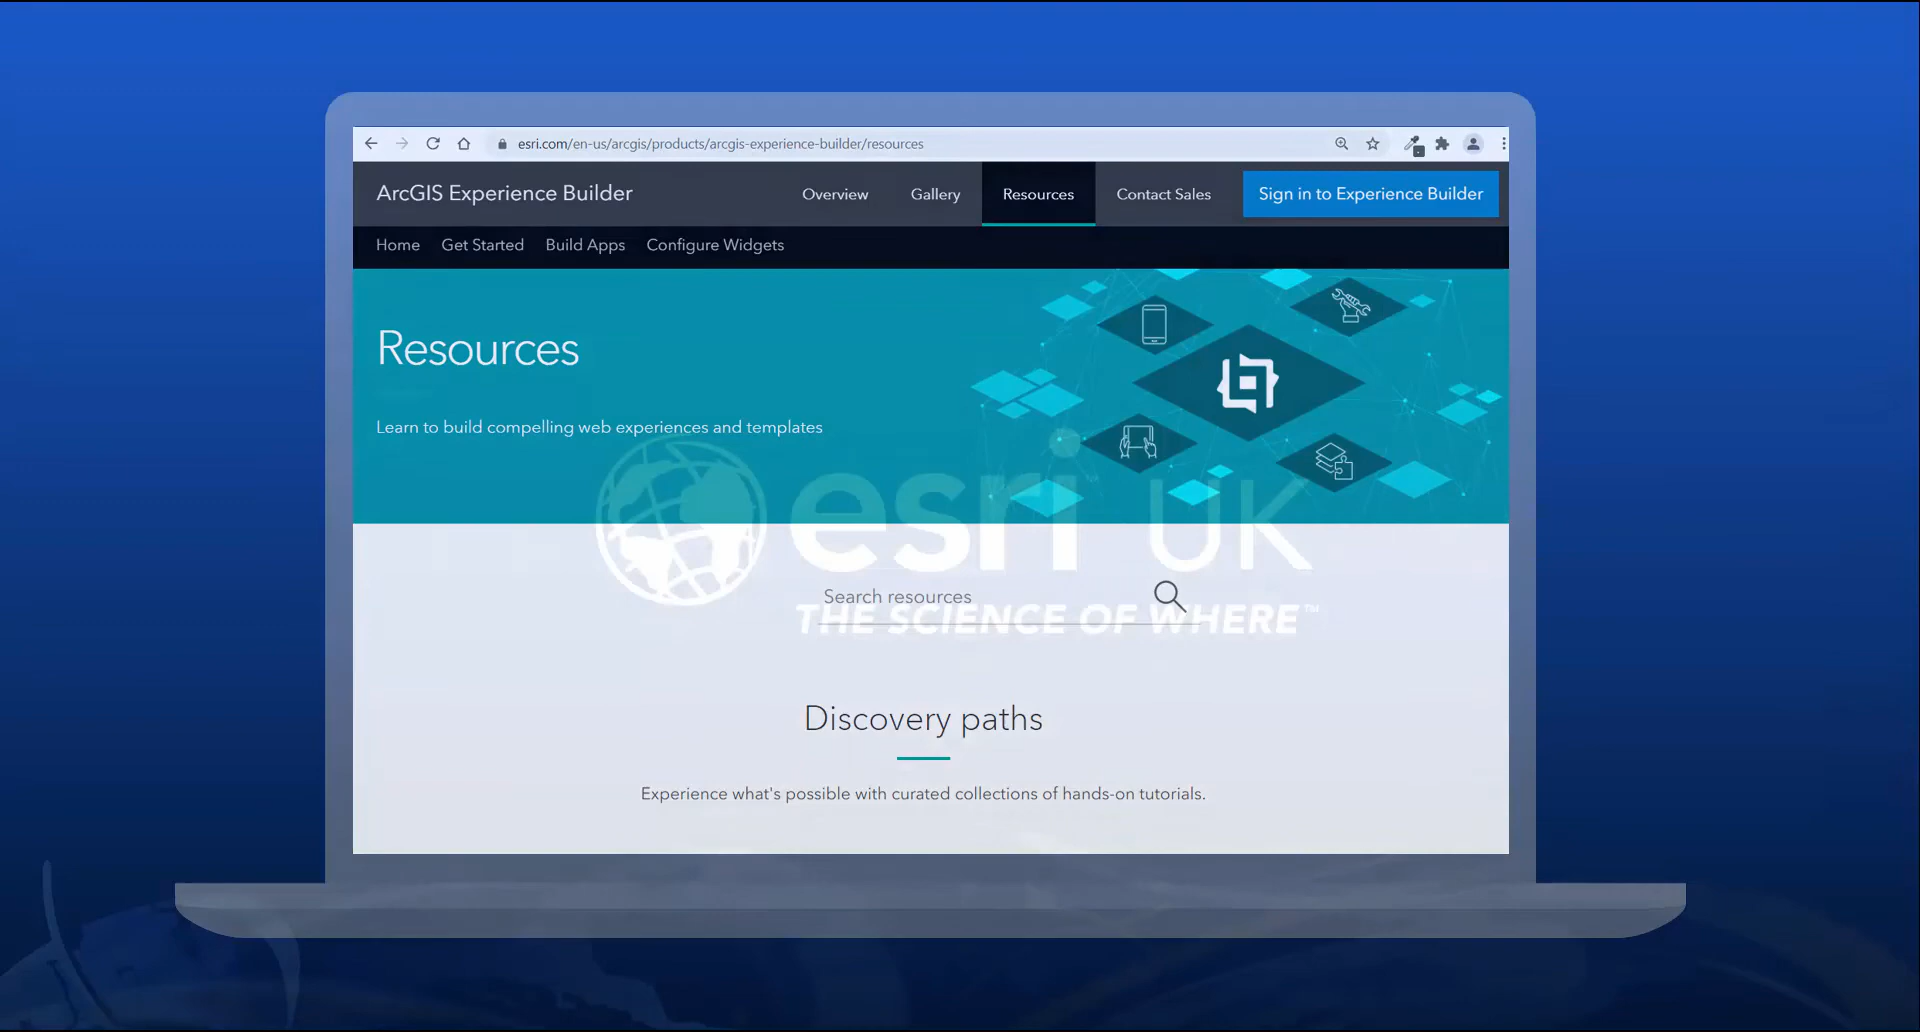 esri.com/en-us/arcgis/products/arcgis-experience-builder/resources
ArcGIS Experience Builder
Overview
Gallery
Resources
Contact Sales
Sign in to Experience Builder
Home
Get Started
Build Apps
Configure Widgets
Resources
Learn to build compelling web experiences and templates
esri UK
Search resources
THE SCIENCE OF WHERE™
Discovery paths
Experience what's possible with curated collections of hands-on tutorials.